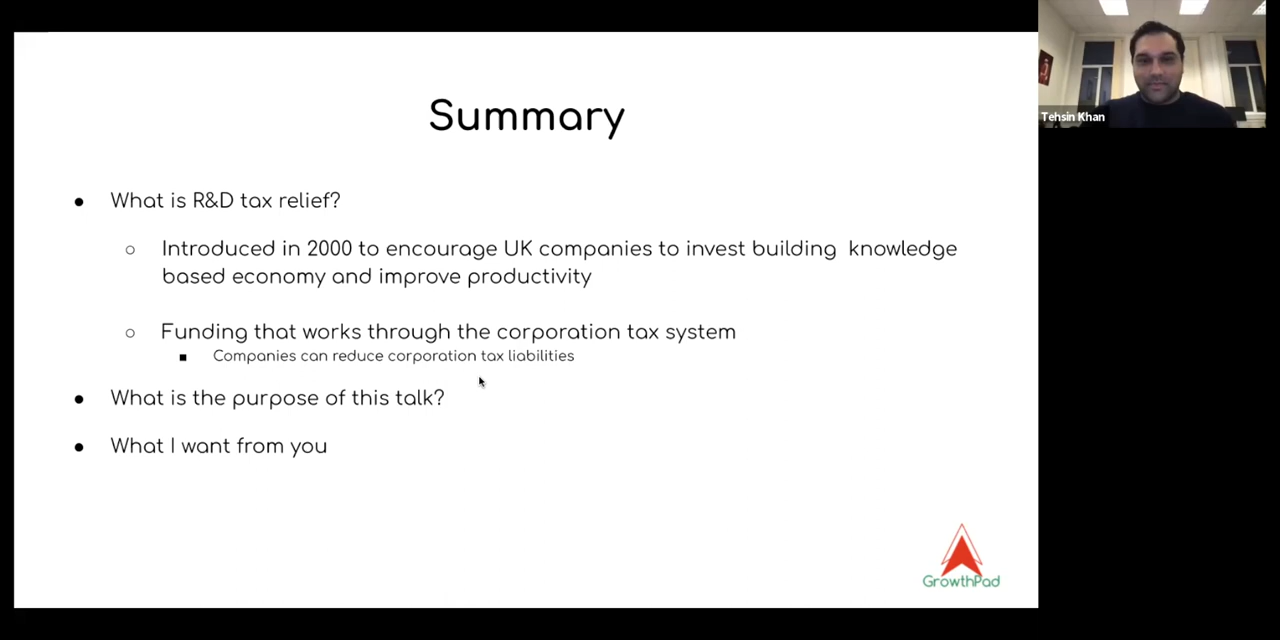 Summary
What is R&D tax relief?
Introduced in 2000 to encourage UK companies to invest building knowledge
based economy and improve productivity
Funding that works through the corporation tax system
Companies can reduce corporation tax liabilities
What is the purpose of this talk?
What I want from you
GrowthPad
Tehsin Khan